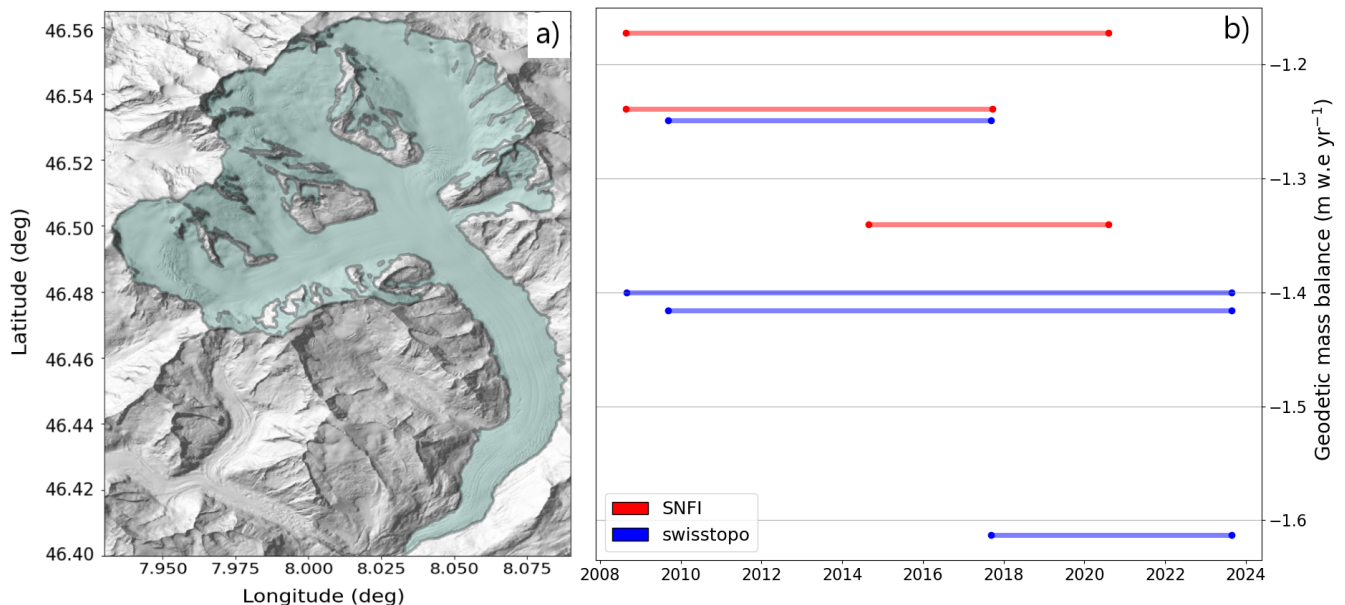 a)
46.56
46.54
46.52
46.50
46.48
46.46
46.44
46.42
46.40
Latitude (deg)
7.950 7.975 8.000 8.025 8.050 8.075
Longitude (deg)
b)
−1.2
−1.3
−1.4
−1.5
−1.6
Geodetic mass balance (m w.e yr⁻¹)
SNFI
swisstopo
2008 2010 2012 2014 2016 2018 2020 2022 2024